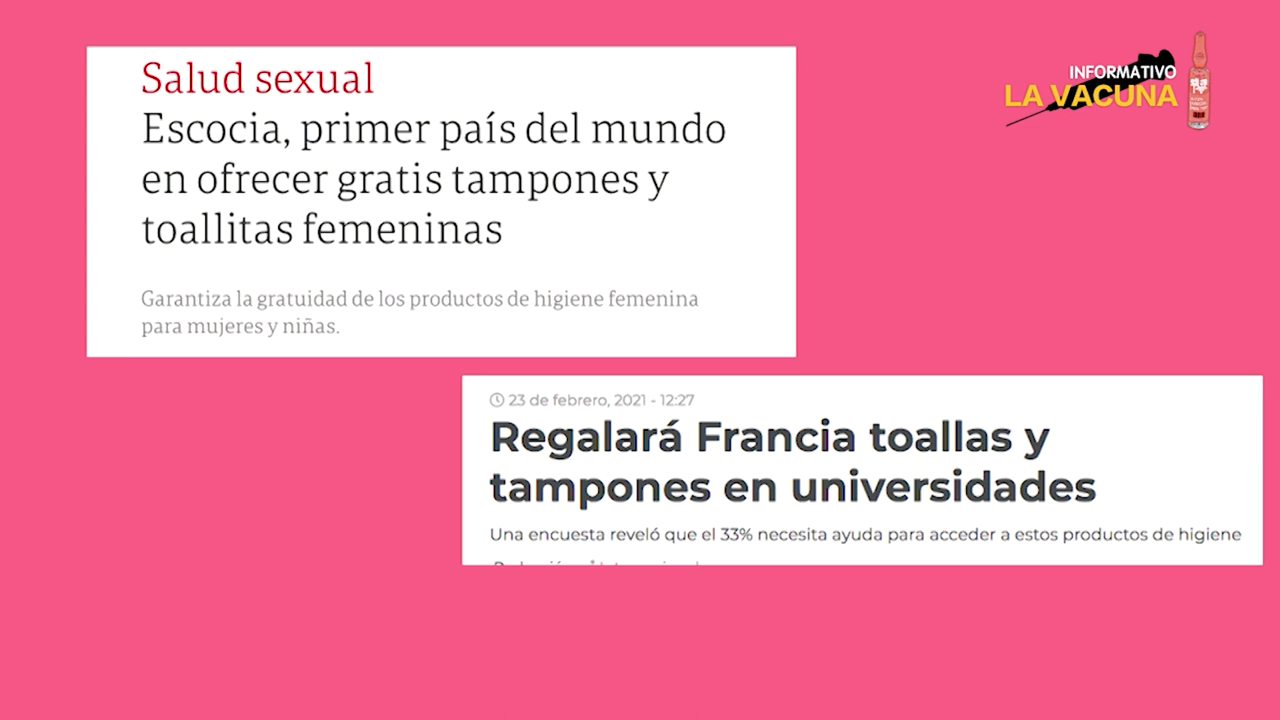 INFORMATIVO
LA VACUNA
Salud sexual
Escocia, primer país del mundo
en ofrecer gratis tampones y
toallitas femeninas
Garantiza la gratuidad de los productos de higiene femenina
para mujeres y niñas.
23 de febrero, 2021 - 12:27
Regalará Francia toallas y
tampones en universidades
Una encuesta reveló que el 33% necesita ayuda para acceder a estos productos de higiene